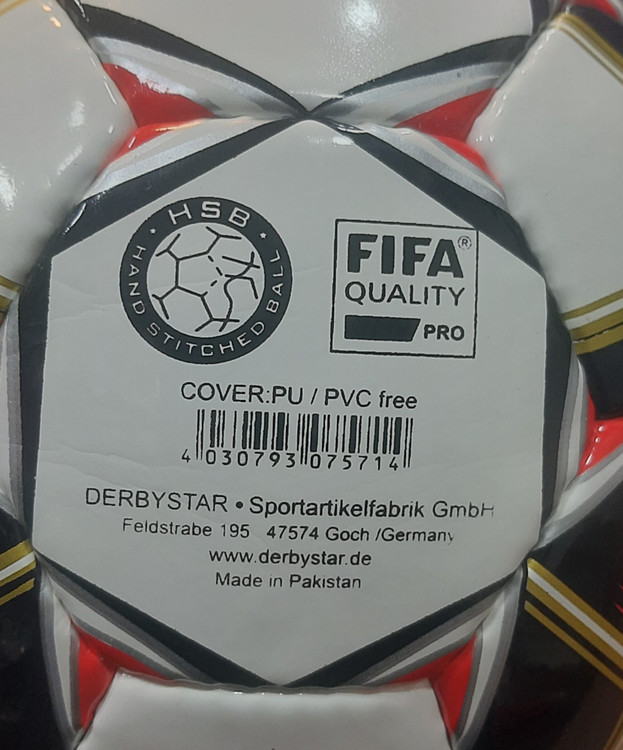 HSB
HAND STITCHED BALL
FIFA®
QUALITY
PRO
COVER:PU / PVC free
4 030793 075714
DERBYSTAR • Sportartikelfabrik GmbH
Feldstrabe 195 47574 Goch /Germany
www.derbystar.de
Made in Pakistan